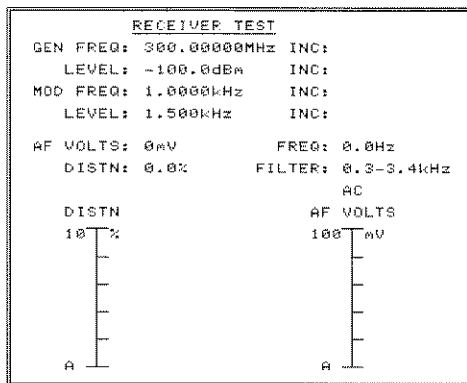 RECEIVER TEST
GEN FREQ: 300.00000MHz INC:
LEVEL: -100.0dBm INC:
MOD FREQ: 1.0000kHz INC:
LEVEL: 1.500kHz INC:
AF VOLTS: 0mV FREQ: 0.0Hz
DISTN: 0.0% FILTER: 0.3-3.4kHz
AC
DISTN AF VOLTS
10 % 100 mV
A A